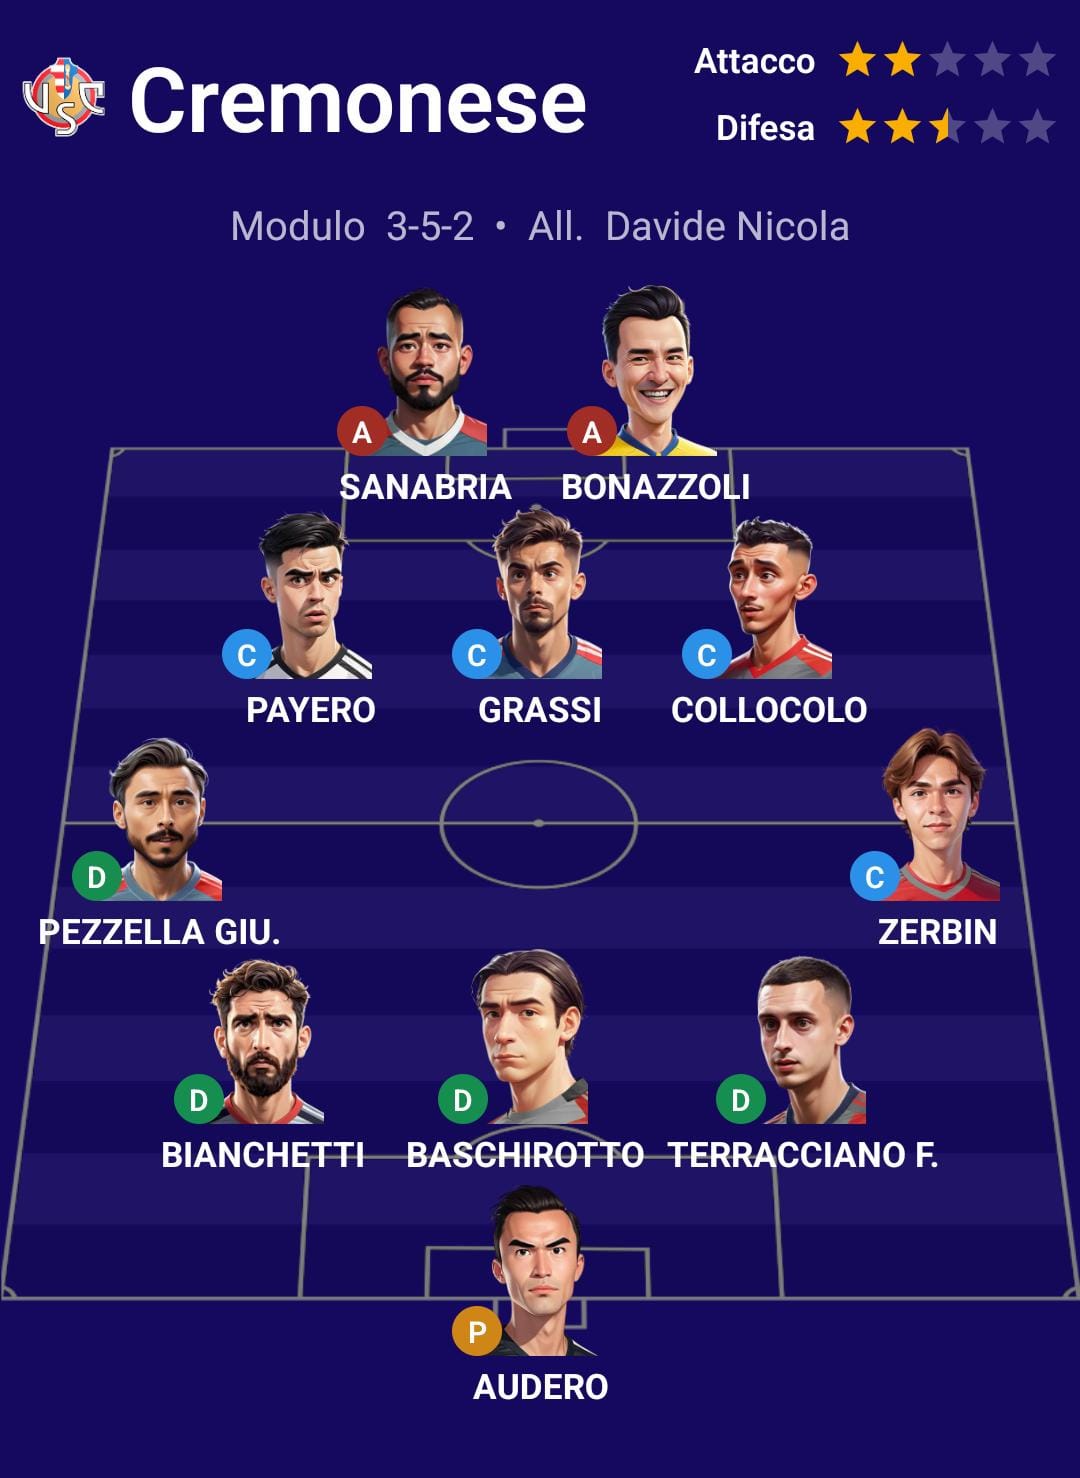 Cremonese
Attacco
Difesa
Modulo 3-5-2 • All. Davide Nicola
A A
SANABRIA BONAZZOLI
C C C
PAYERO GRASSI COLLOCOLO
D C
PEZZELLA GIU. ZERBIN
D D D
BIANCHETTI BASCHIROTTO TERRACCIANO F.
P
AUDERO